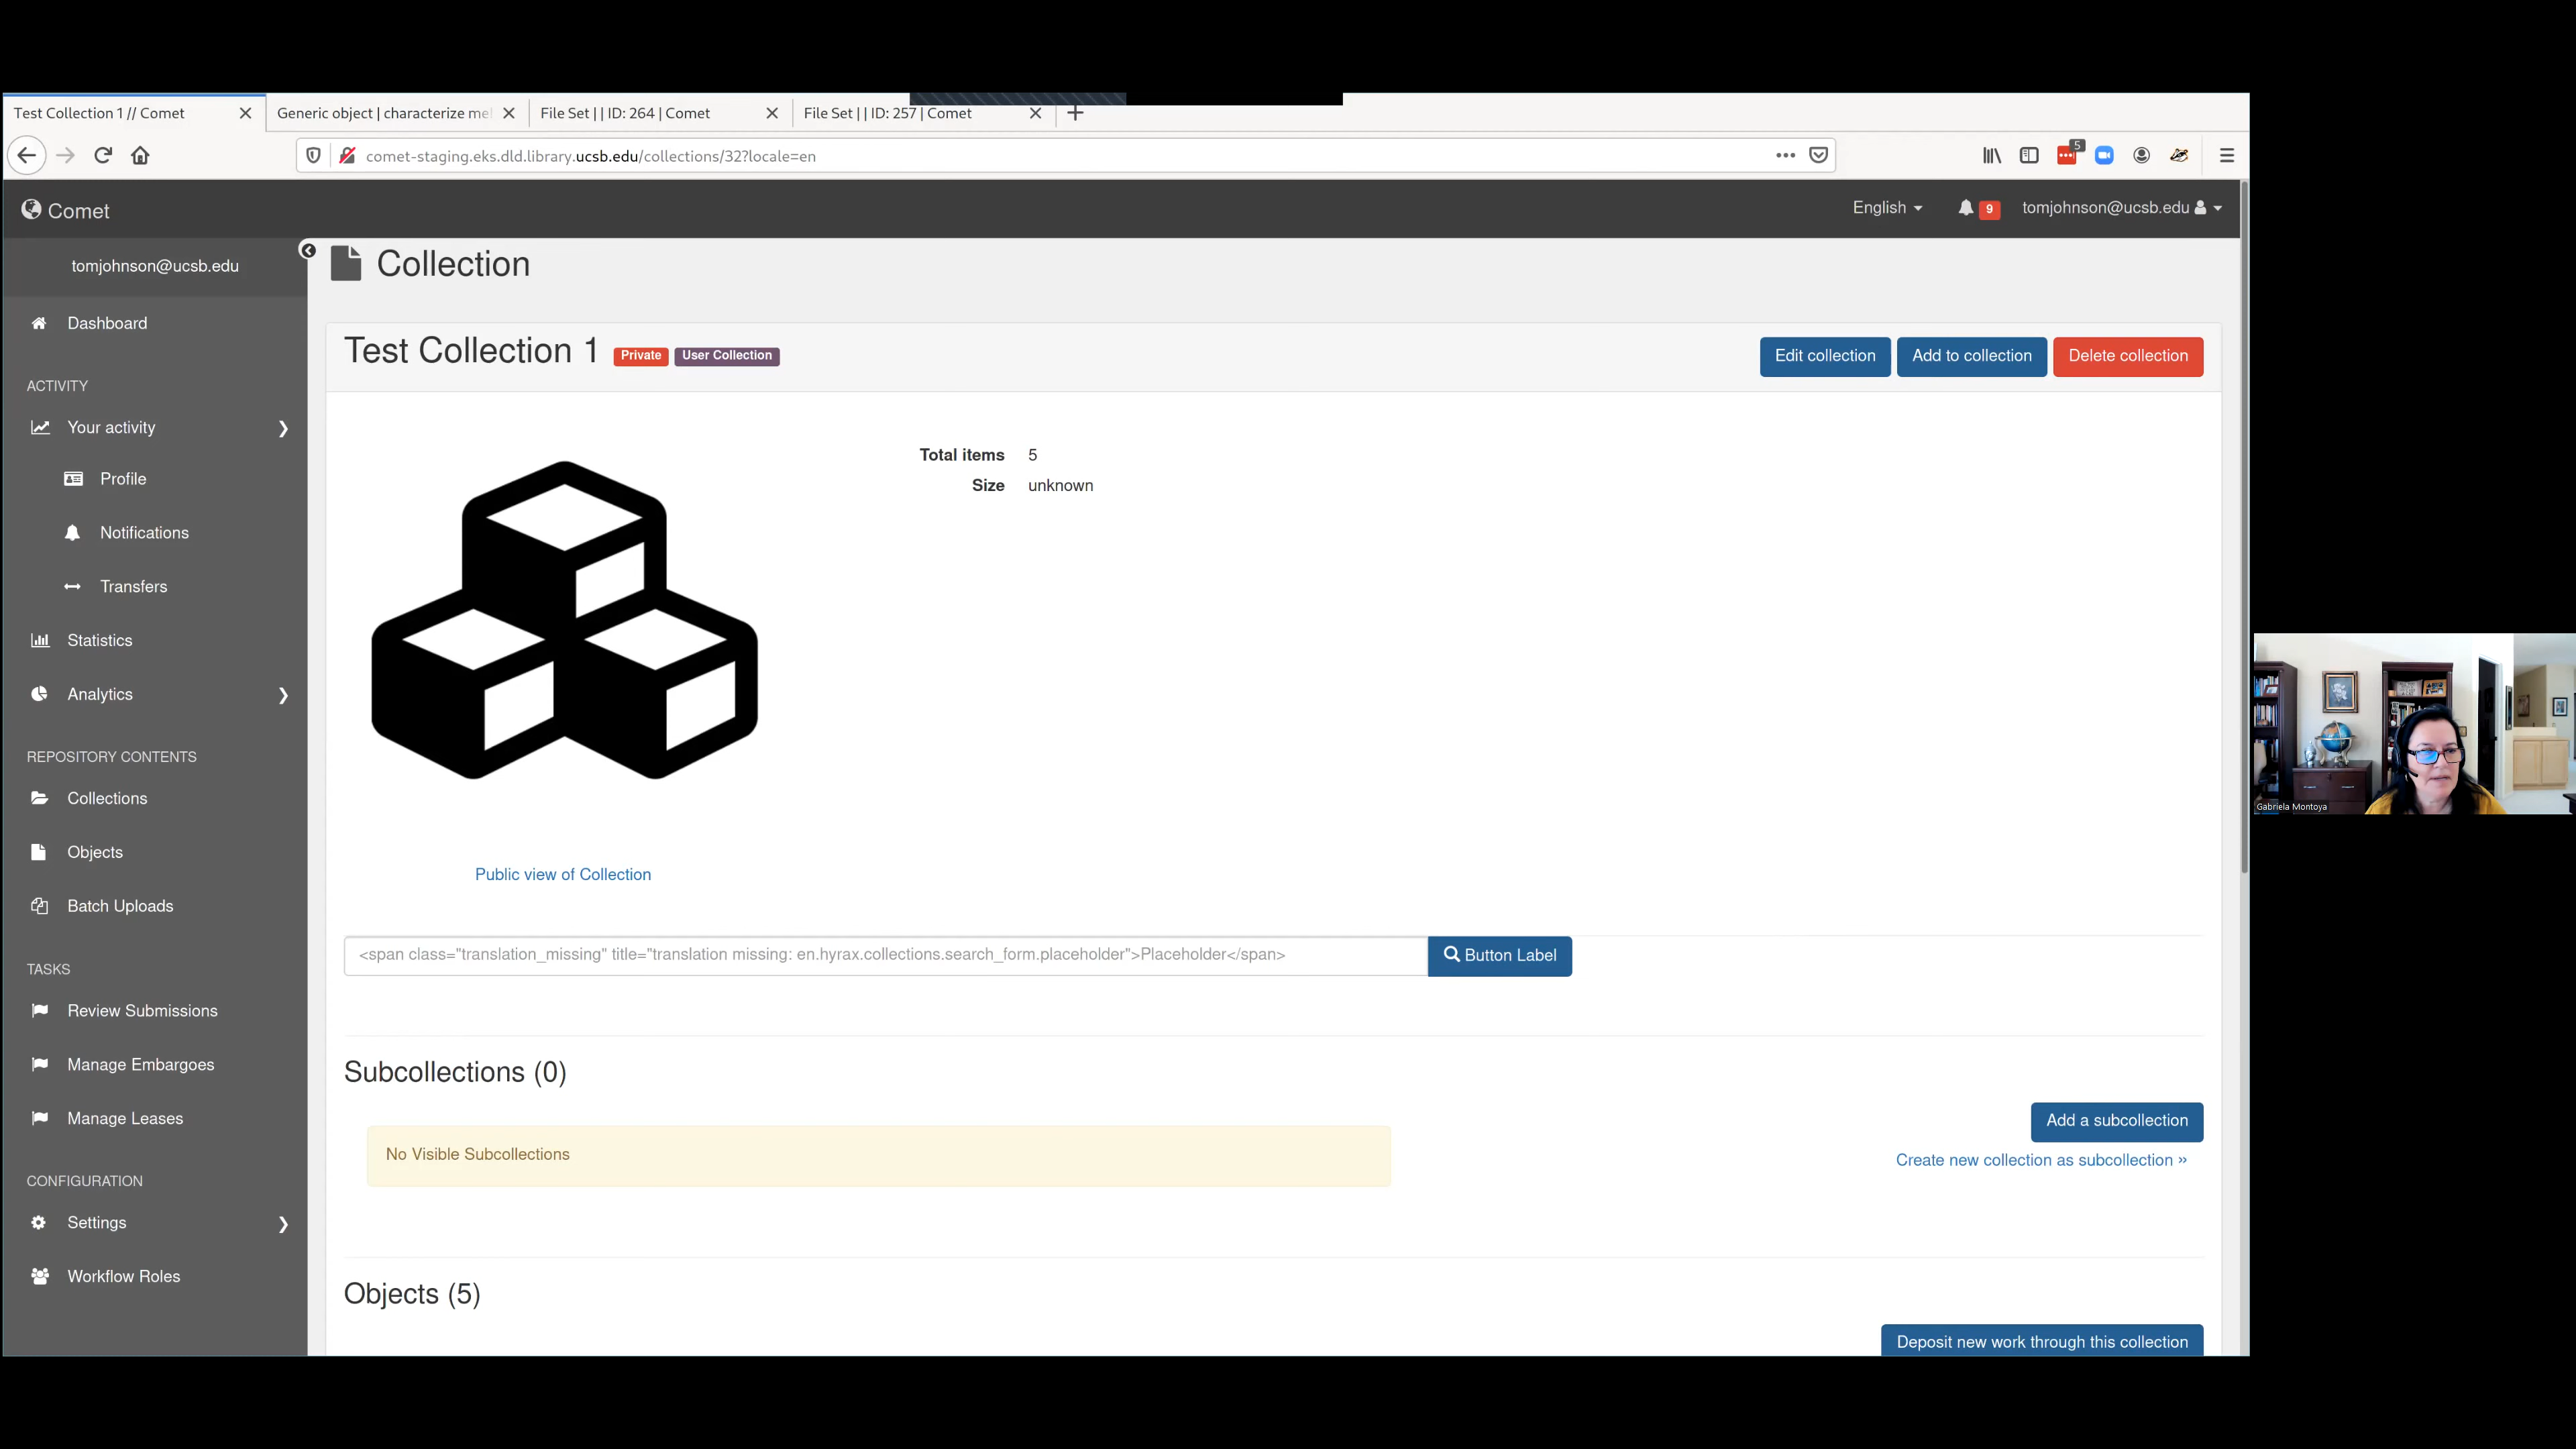 Test Collection 1 // Comet
Generic object | characterize me
File Set | | ID: 264 | Comet
File Set | | ID: 257 | Comet
comet-staging.eks.dld.library.ucsb.edu/collections/32?locale=en
5
Comet
English
9
tomjohnson@ucsb.edu
tomjohnson@ucsb.edu
Dashboard
ACTIVITY
Your activity
Profile
Notifications
Transfers
Statistics
Analytics
REPOSITORY CONTENTS
Collections
Objects
Batch Uploads
TASKS
Review Submissions
Manage Embargoes
Manage Leases
CONFIGURATION
Settings
Workflow Roles
Collection
Test Collection 1 Private User Collection
Edit collection
Add to collection
Delete collection
Total items 5
Size unknown
Public view of Collection
<span class="translation_missing" title="translation missing: en.hyrax.collections.search_form.placeholder">Placeholder</span>
Button Label
Subcollections (0)
Add a subcollection
No Visible Subcollections
Create new collection as subcollection »
Objects (5)
Deposit new work through this collection
Gabriela Montoya